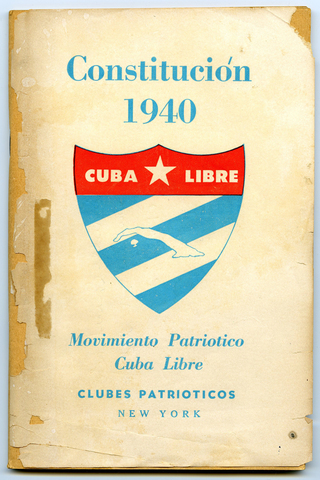 Constitución
1940
CUBA LIBRE
Movimiento Patriotico
Cuba Libre
CLUBES PATRIOTICOS
NEW YORK